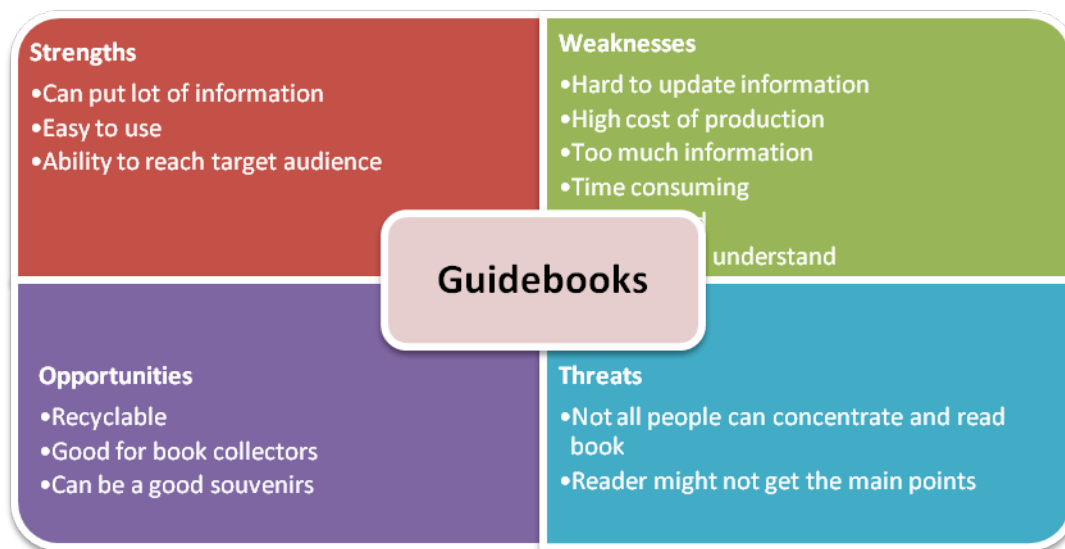 Strengths
•Can put lot of information
•Easy to use
•Ability to reach target audience
Weaknesses
•Hard to update information
•High cost of production
•Too much information
•Time consuming
understand
Guidebooks
Opportunities
•Recyclable
•Good for book collectors
•Can be a good souvenirs
Threats
•Not all people can concentrate and read
book
•Reader might not get the main points